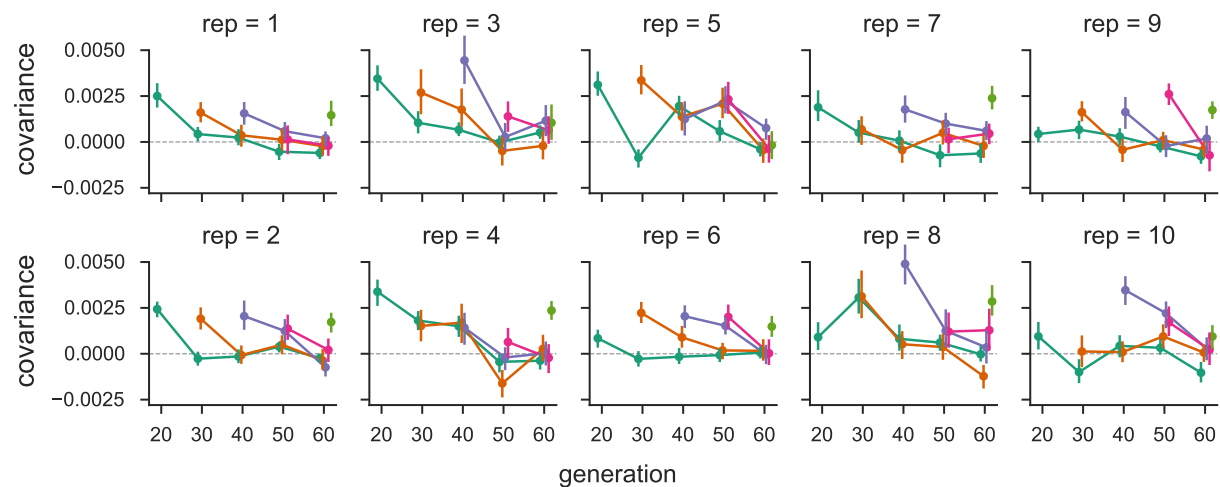 rep = 1 rep = 3 rep = 5 rep = 7 rep = 9
covariance
0.0050
0.0025
0.0000
−0.0025
rep = 2 rep = 4 rep = 6 rep = 8 rep = 10
covariance
0.0050
0.0025
0.0000
−0.0025
20 30 40 50 60 20 30 40 50 60 20 30 40 50 60 20 30 40 50 60 20 30 40 50 60
generation